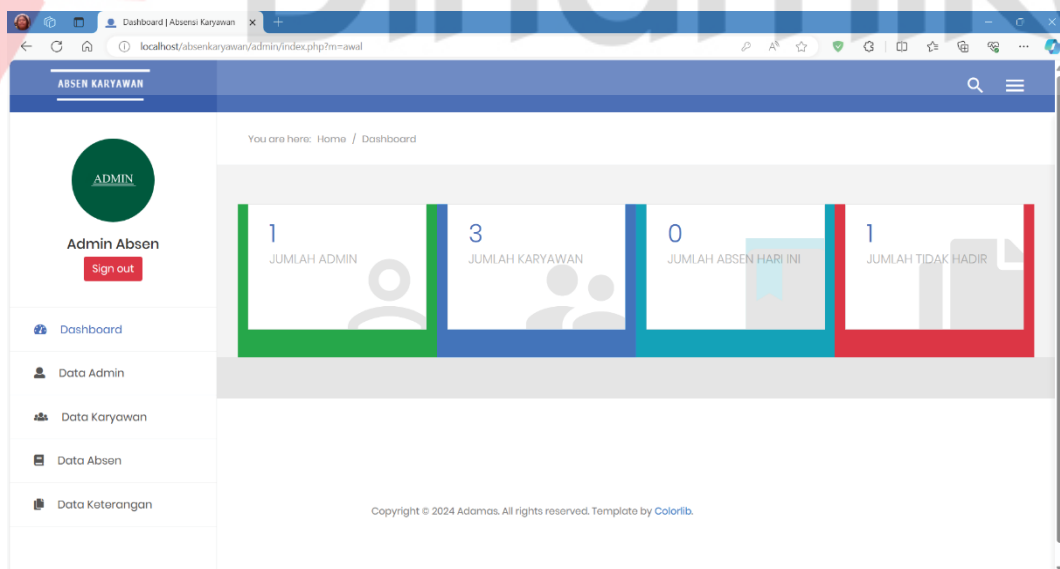 Dinamika
Dashboard | Absensi Karyawan
localhost/absenkaryawan/admin/index.php?m=awal
ABSEN KARYAWAN
You are here: Home / Dashboard
ADMIN
Admin Absen
Sign out
1
JUMLAH ADMIN
3
JUMLAH KARYAWAN
0
JUMLAH ABSEN HARI INI
1
JUMLAH TIDAK HADIR
Dashboard
Data Admin
Data Karyawan
Data Absen
Data Keterangan
Copyright © 2024 Adamas. All rights reserved. Template by Colorlib.